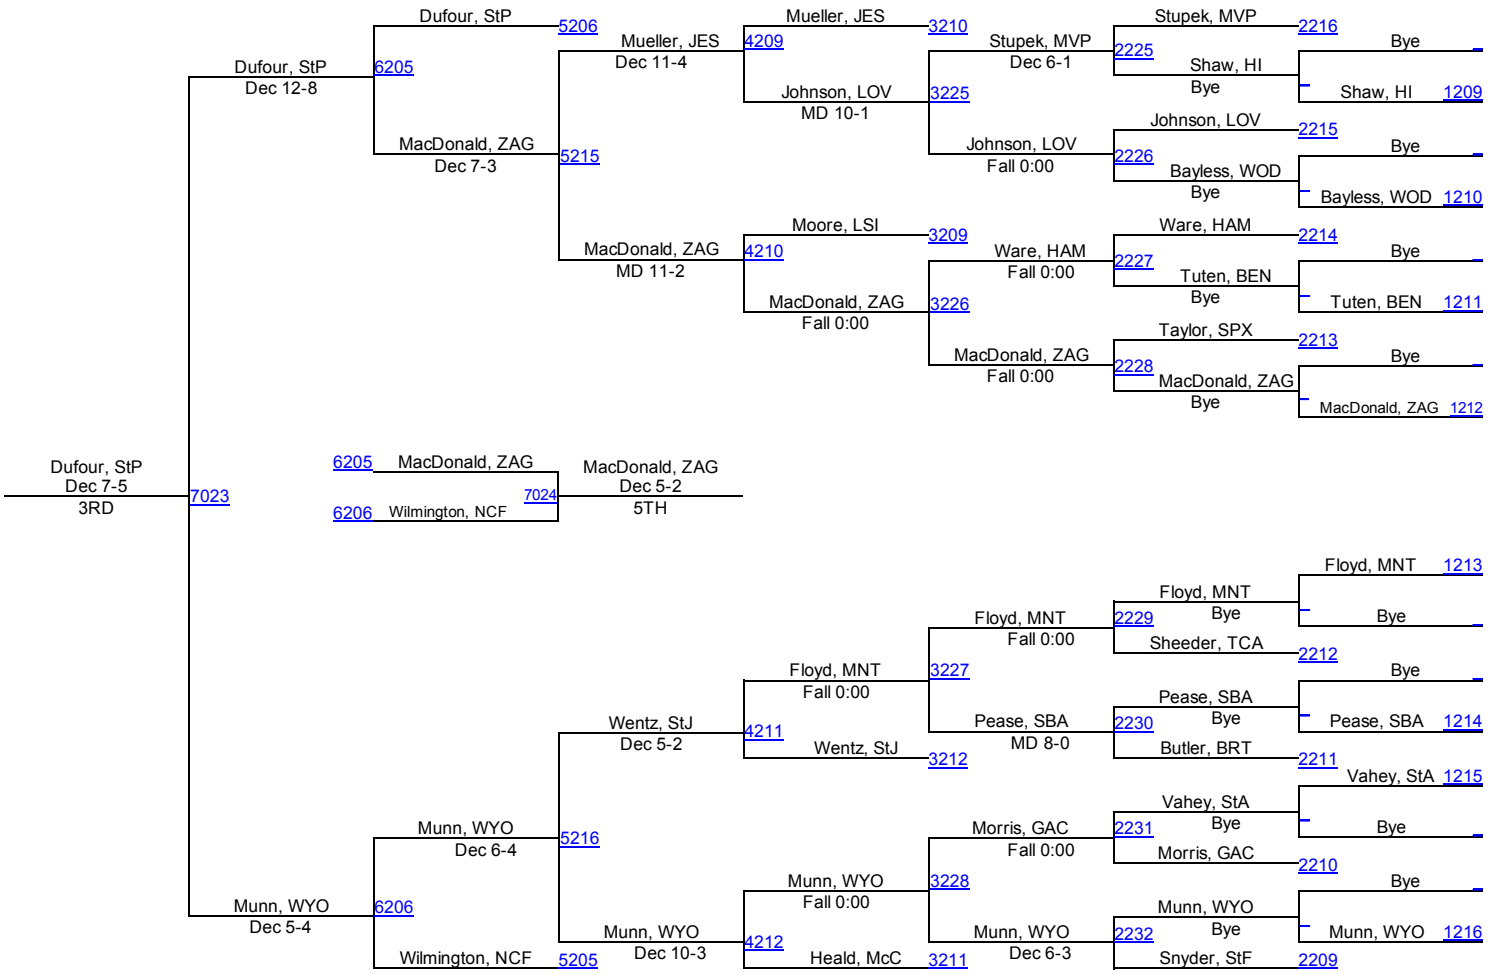 Dufour, StP 5206
Mueller, JES 3210
Stupek, MVP 2216
Mueller, JES 4209
Stupek, MVP
Bye
Dec 11-4
Dec 6-1
2225
Dufour, StP 6205
Shaw, HI
Dec 12-8
Bye
Johnson, LOV 3225
Shaw, HI 1209
MD 10-1
Johnson, LOV 2215
MacDonald, ZAG
Johnson, LOV
Bye
Dec 7-3
5215
Fall 0:00
2226
Bayless, WOD
Bye
Bayless, WOD 1210
Moore, LSI 3209
Ware, HAM 2214
MacDonald, ZAG 4210
Ware, HAM
Bye
MD 11-2
Fall 0:00
2227
Tuten, BEN
Bye
MacDonald, ZAG 3226
Tuten, BEN 1211
Fall 0:00
Taylor, SPX 2213
MacDonald, ZAG
Bye
Fall 0:00
2228
MacDonald, ZAG
Bye
MacDonald, ZAG 1212
Dufour, StP
6205 MacDonald, ZAG
MacDonald, ZAG
Dec 7-5
Dec 5-2
7023
7024
3RD
6206 Wilmington, NCF
5TH
Floyd, MNT 1213
Floyd, MNT
Floyd, MNT
2229
Bye
Bye
Fall 0:00
Sheeder, TCA 2212
Floyd, MNT 3227
Bye
Fall 0:00
Pease, SBA
Wentz, StJ
Pease, SBA
2230
Bye
Pease, SBA 1214
Dec 5-2
4211
MD 8-0
Wentz, StJ 3212
Butler, BRT 2211
Vahey, StA 1215
Vahey, StA
Munn, WYO
Morris, GAC
2231
Bye
Bye
Dec 6-4
5216
Fall 0:00
Morris, GAC 2210
Munn, WYO 3228
Bye
Fall 0:00
Munn, WYO 6206
Munn, WYO
Dec 5-4
Munn, WYO
Munn, WYO
2232
Bye
Munn, WYO 1216
Dec 10-3
4212
Dec 6-3
Wilmington, NCF 5205
Heald, McC 3211
Snyder, StF 2209